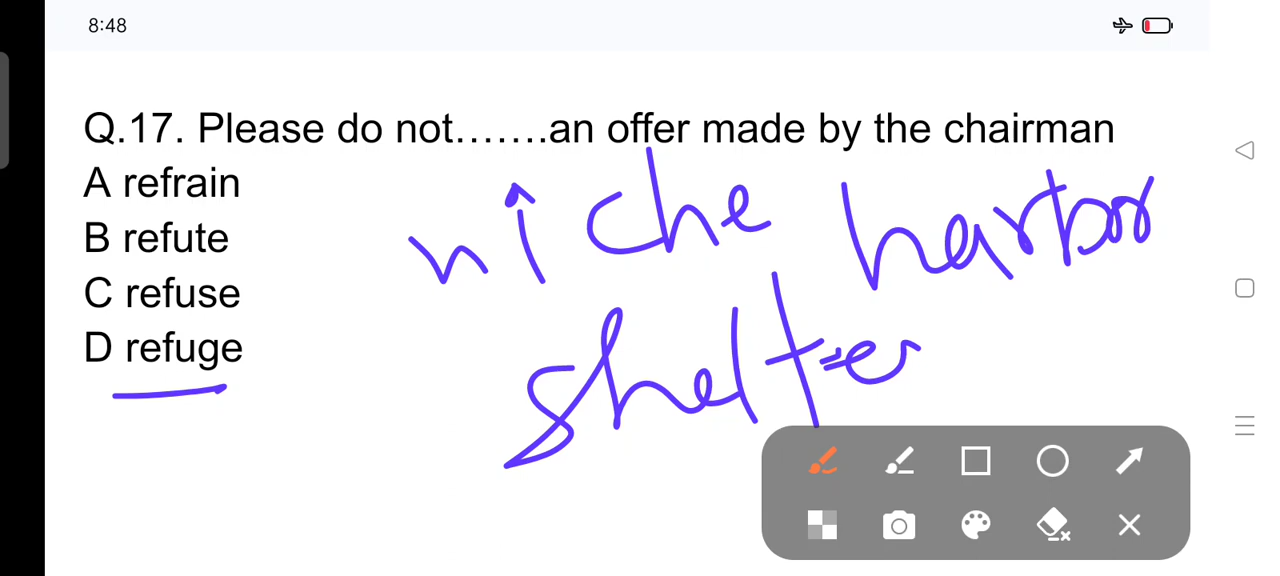 8:48
Q.17. Please do not.......an offer made by the chairman
A refrain
B refute
C refuse
D refuge
niche harbor
shelter